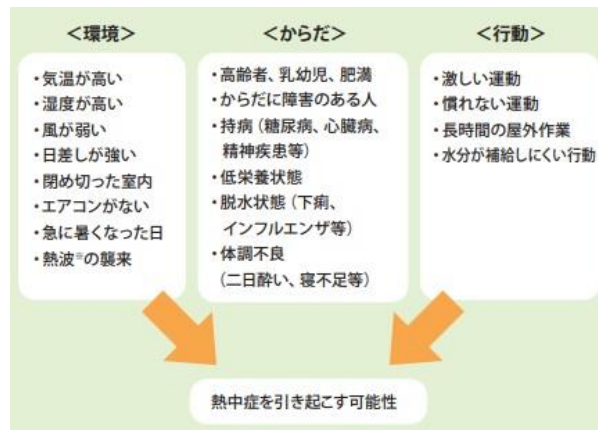 <環境>
・気温が高い
・湿度が高い
・風が弱い
・日差しが強い
・閉め切った室内
・エアコンがない
・急に暑くなった日
・熱波※の襲来
<からだ>
・高齢者、乳幼児、肥満
・からだに障害のある人
・持病（糖尿病、心臓病、
精神疾患等）
・低栄養状態
・脱水状態（下痢、
インフルエンザ等）
・体調不良
（二日酔い、寝不足等）
<行動>
・激しい運動
・慣れない運動
・長時間の屋外作業
・水分が補給しにくい行動
熱中症を引き起こす可能性